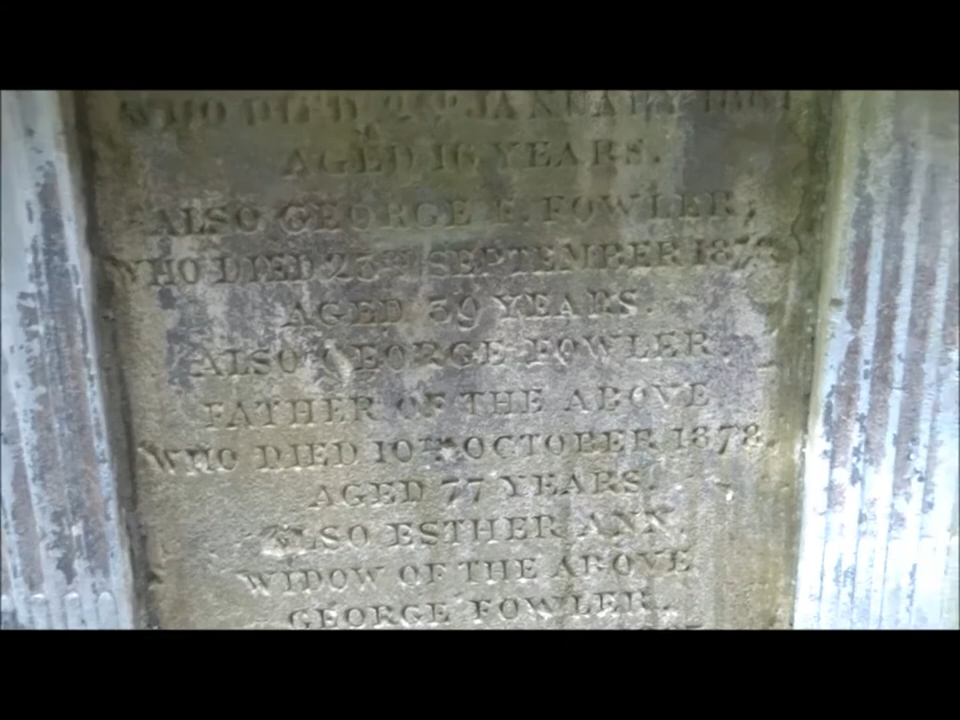 WHO DIED JANUARY
AGED 16 YEARS.
ALSO GEORGE F. FOWLER,
WHO DIED 23RD SEPTEMBER
AGED 39 YEARS.
ALSO GEORGE FOWLER,
FATHER OF THE ABOVE
WHO DIED 10TH OCTOBER 1878.
AGED 77 YEARS.
ALSO ESTHER ANN,
WIDOW OF THE ABOVE
GEORGE FOWLER,